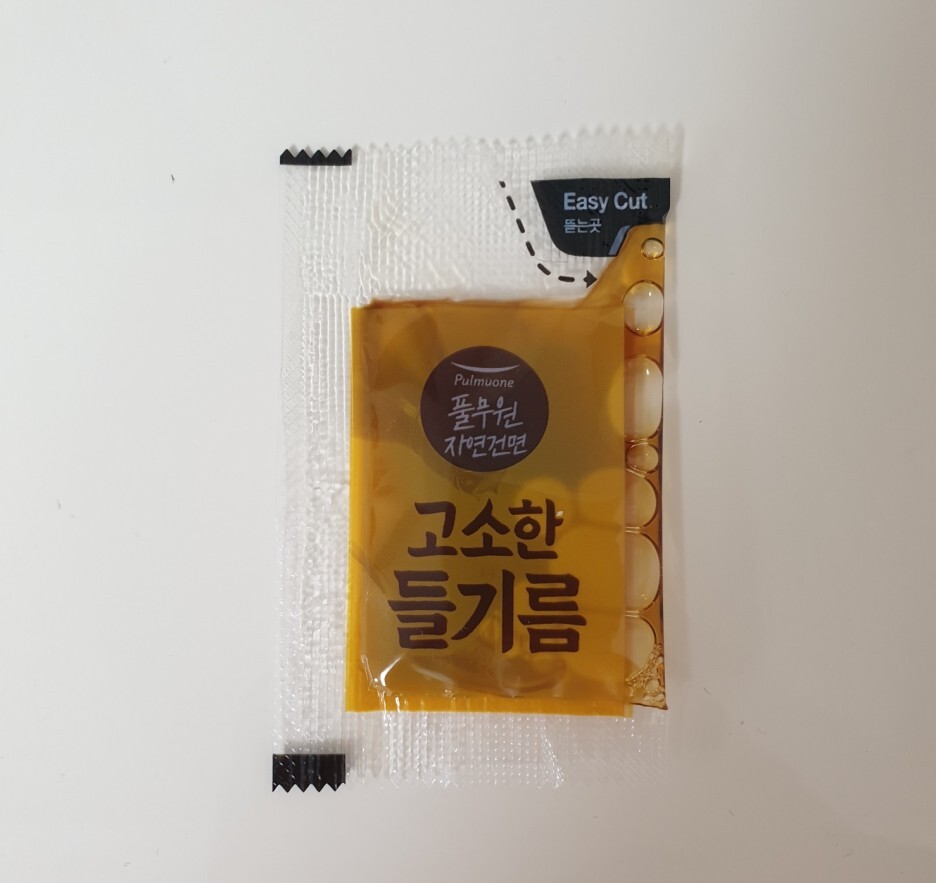 Easy Cut
뜯는곳
Pulmuone
풀무원
자연건면
고소한
들기름